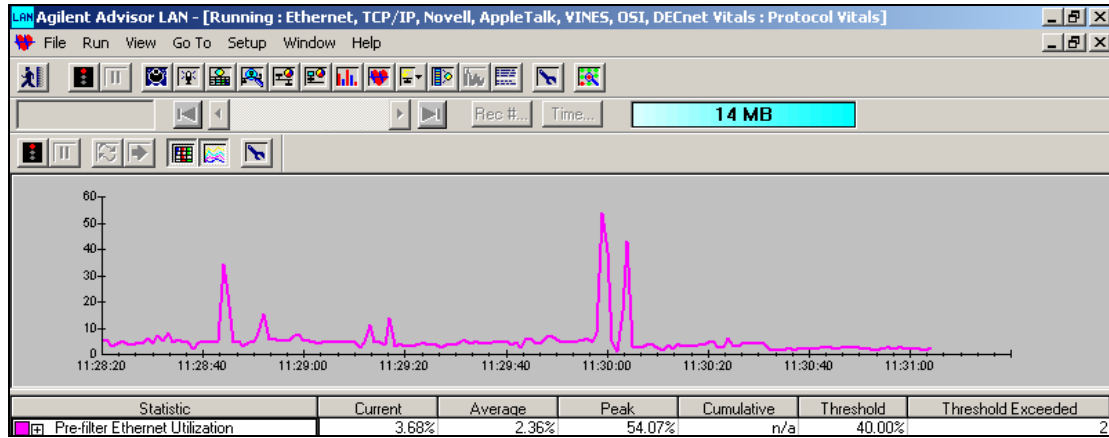 LAN Agilent Advisor LAN - [Running : Ethernet, TCP/IP, Novell, AppleTalk, VINES, OSI, DECnet Vitals : Protocol Vitals]
File Run View Go To Setup Window Help
Rec #... Time... 14 MB
60
50
40
30
20
10
0
11:28:20 11:28:40 11:29:00 11:29:20 11:29:40 11:30:00 11:30:20 11:30:40 11:31:00
Statistic Current Average Peak Cumulative Threshold Threshold Exceeded
Pre-filter Ethernet Utilization 3.68% 2.36% 54.07% n/a 40.00% 2